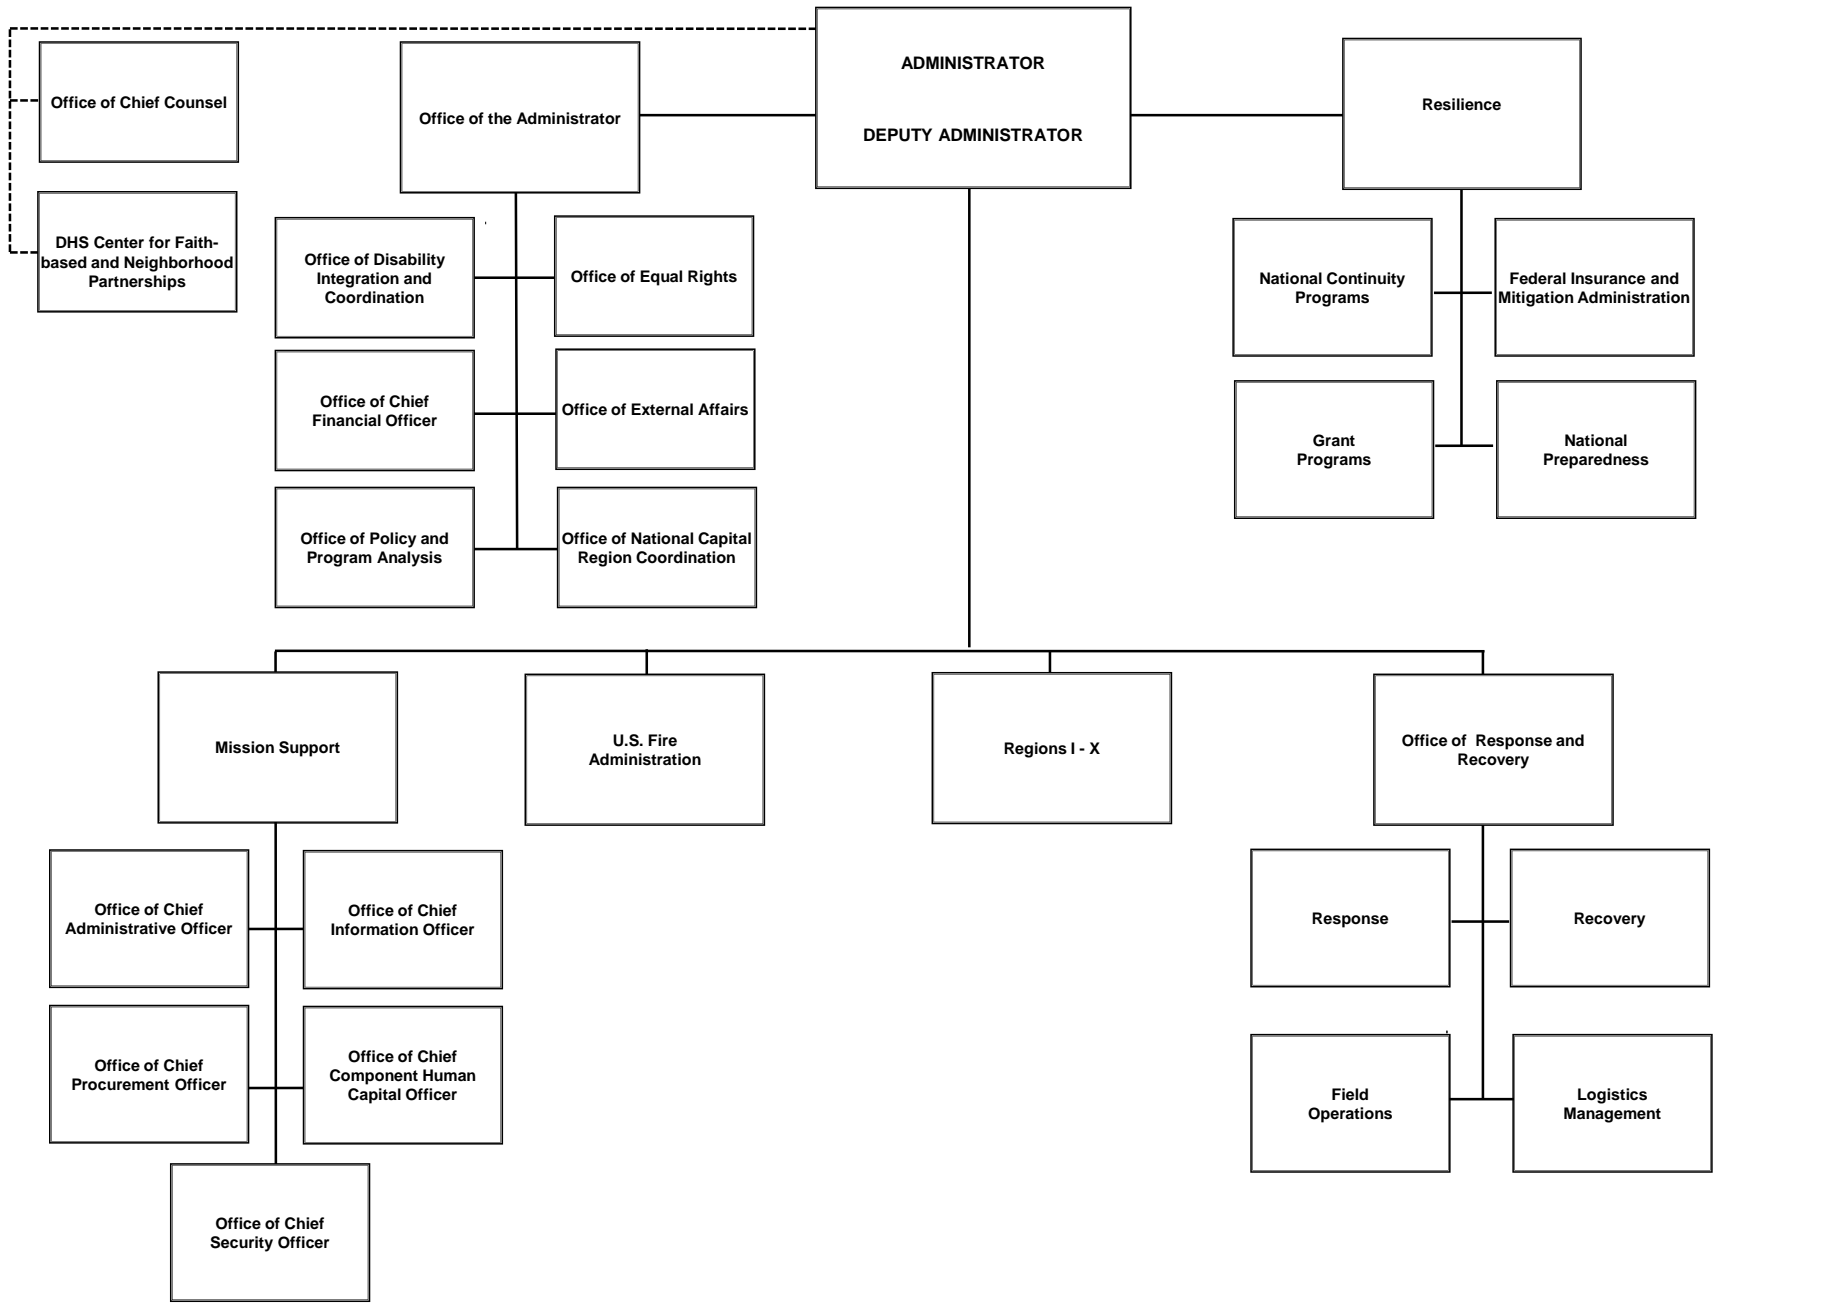 ADMINISTRATOR
DEPUTY ADMINISTRATOR
Office of Chief Counsel
DHS Center for Faith-
based and Neighborhood
Partnerships
Office of the Administrator
Resilience
Office of Disability
Integration and
Coordination
Office of Equal Rights
Office of Chief
Financial Officer
Office of External Affairs
Office of Policy and
Program Analysis
Office of National Capital
Region Coordination
National Continuity
Programs
Federal Insurance and
Mitigation Administration
Grant
Programs
National
Preparedness
Mission Support
U.S. Fire
Administration
Regions I - X
Office of Response and
Recovery
Office of Chief
Administrative Officer
Office of Chief
Information Officer
Office of Chief
Procurement Officer
Office of Chief
Component Human
Capital Officer
Office of Chief
Security Officer
Response
Recovery
Field
Operations
Logistics
Management